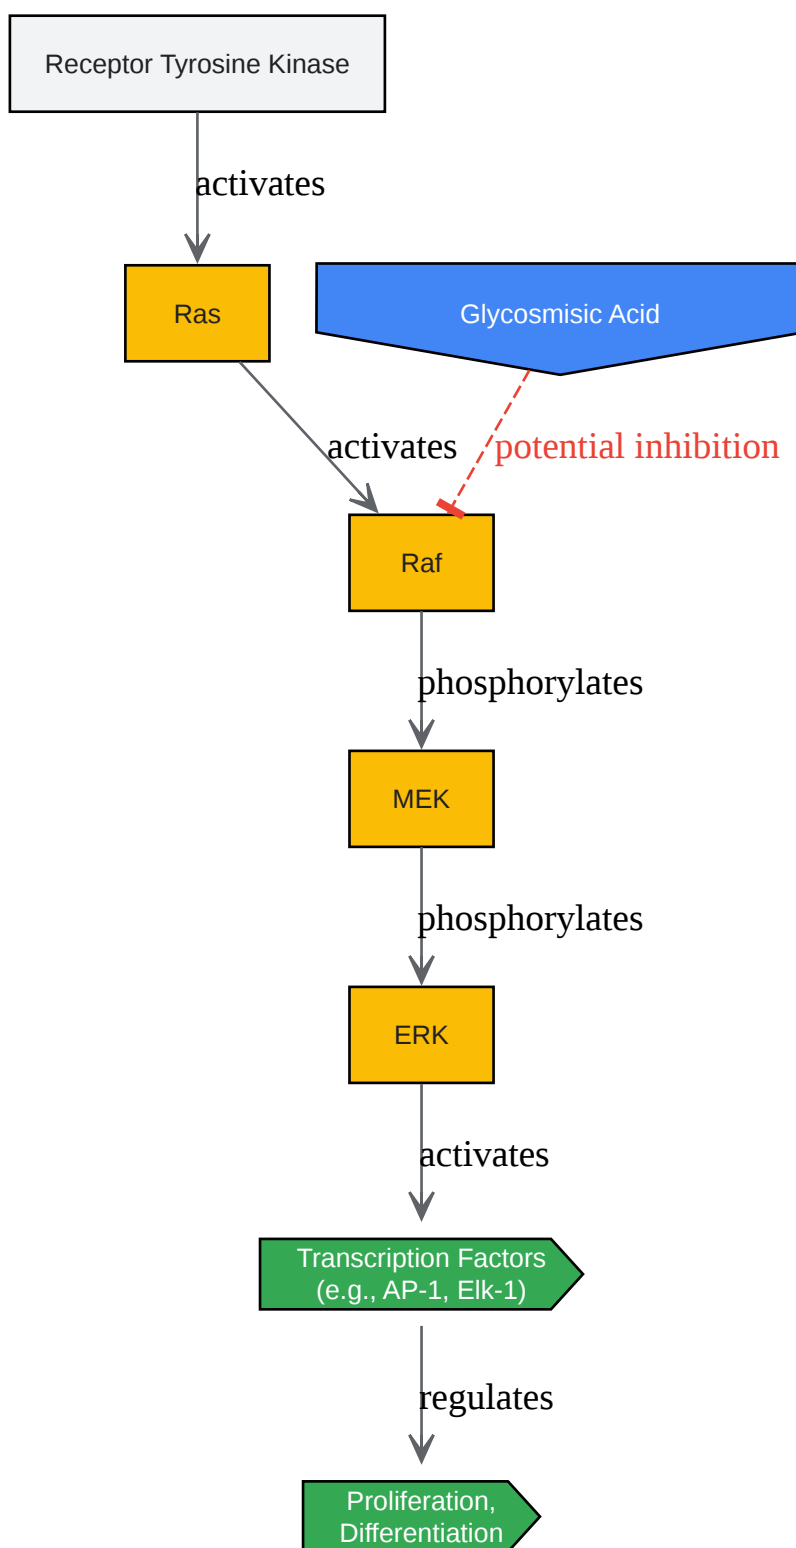 Receptor Tyrosine Kinase
activates
Ras
Glycosmisic Acid
activates
potential inhibition
Raf
phosphorylates
MEK
phosphorylates
ERK
activates
Transcription Factors
(e.g., AP-1, Elk-1)
regulates
Proliferation,
Differentiation